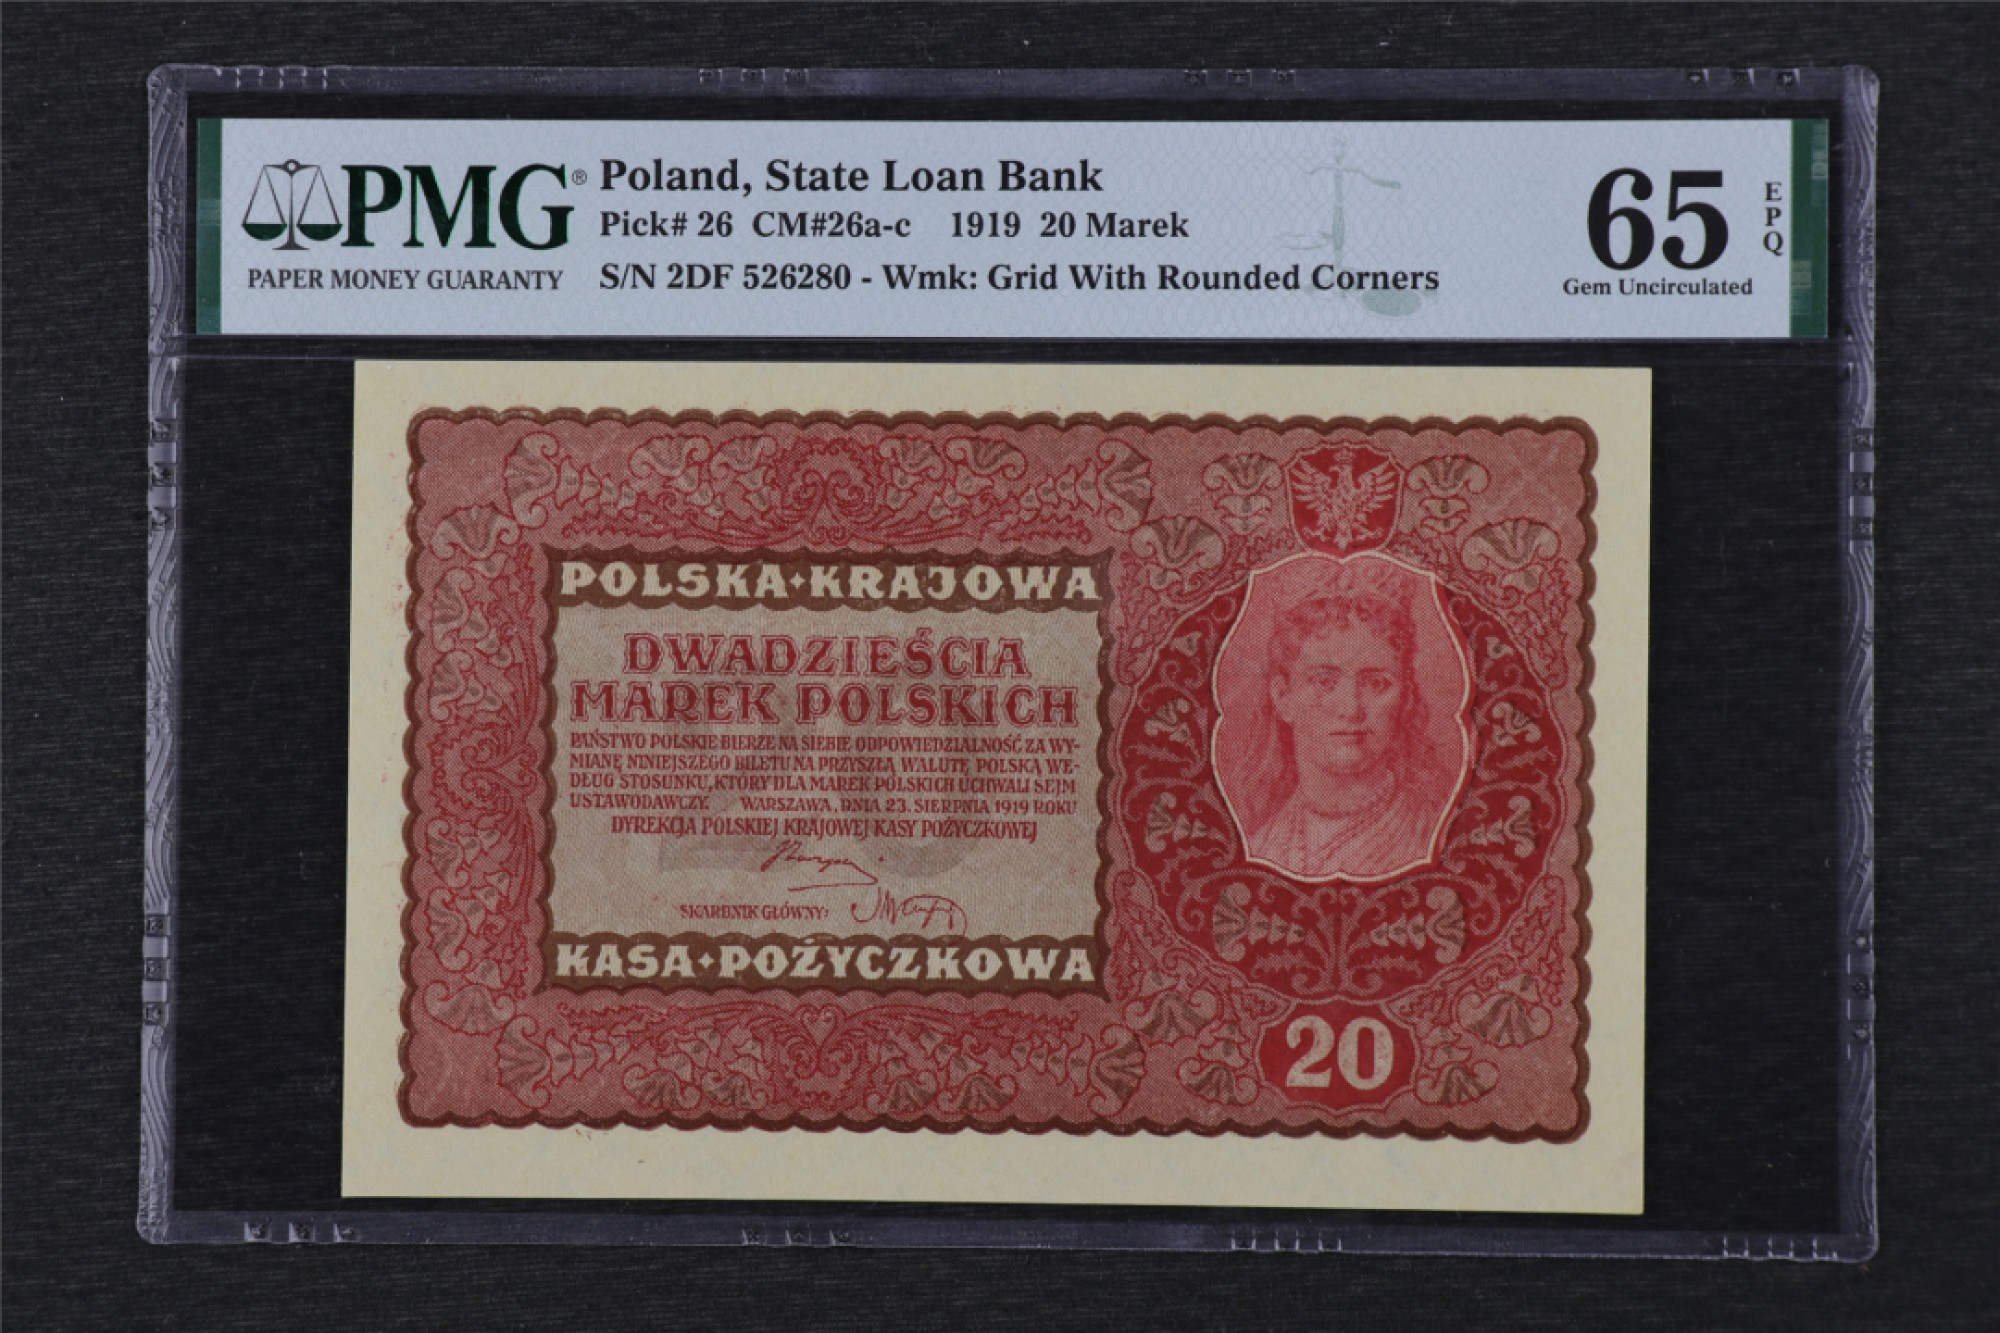 PMG®
PAPER MONEY GUARANTY
Poland, State Loan Bank
Pick# 26 CM#26a-c 1919 20 Marek
S/N 2DF 526280 - Wmk: Grid With Rounded Corners
65
EPQ
Gem Uncirculated
POLSKA KRAJOWA
DWADZIEŚCIA
MAREK POLSKICH
PAŃSTWO POLSKIE BIERZE NA SIEBIE ODPOWIEDZIALNOŚĆ ZA WY-
MIANĘ NINIEJSZEGO BILETU NA PRZYSZŁĄ WALUTĘ POLSKĄ WE-
DŁUG STOSUNKU, KTÓRY DLA MAREK POLSKICH UCHWALI SEJM
USTAWODAWCZY. WARSZAWA, DNIA 23. SIERPNIA 1919 ROKU
DYREKCJA POLSKIEJ KRAJOWEJ KASY POŻYCZKOWEJ
SKARBNIK GŁÓWNY:
KASA POŻYCZKOWA
20